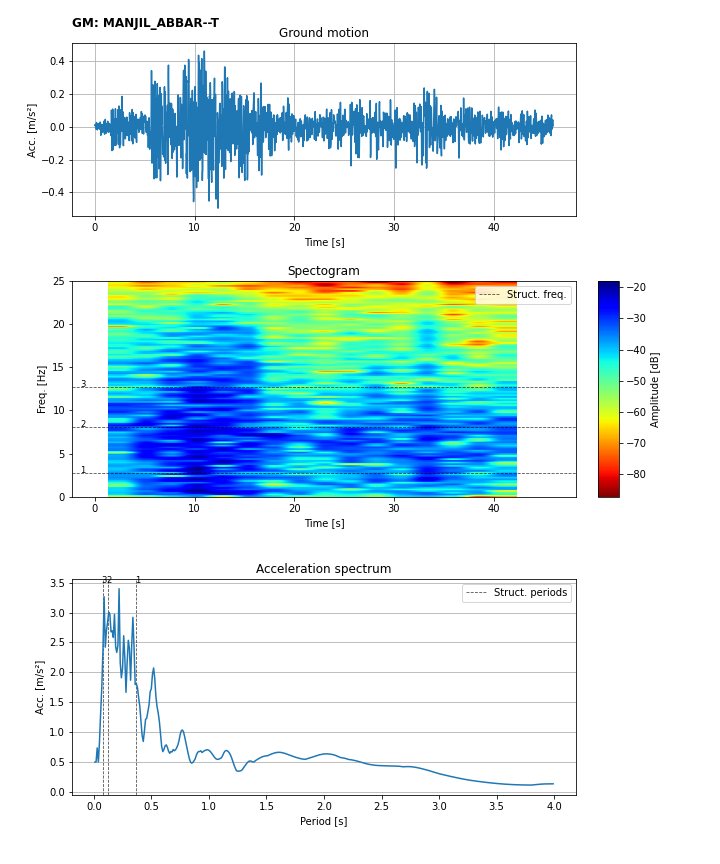 GM: MANJIL_ABBAR--T
Ground motion
Acc. [m/s²]
0.4
0.2
0.0
−0.2
−0.4
0 10 20 30 40
Time [s]
Spectogram
Freq. [Hz]
25
20
15
10
5
0
Struct. freq.
3
2
1
0 10 20 30 40
Time [s]
−20
−30
−40
−50
−60
−70
−80
Amplitude [dB]
Acceleration spectrum
Acc. [m/s²]
3.5
3.0
2.5
2.0
1.5
1.0
0.5
0.0
32 1
Struct. periods
0.0 0.5 1.0 1.5 2.0 2.5 3.0 3.5 4.0
Period [s]